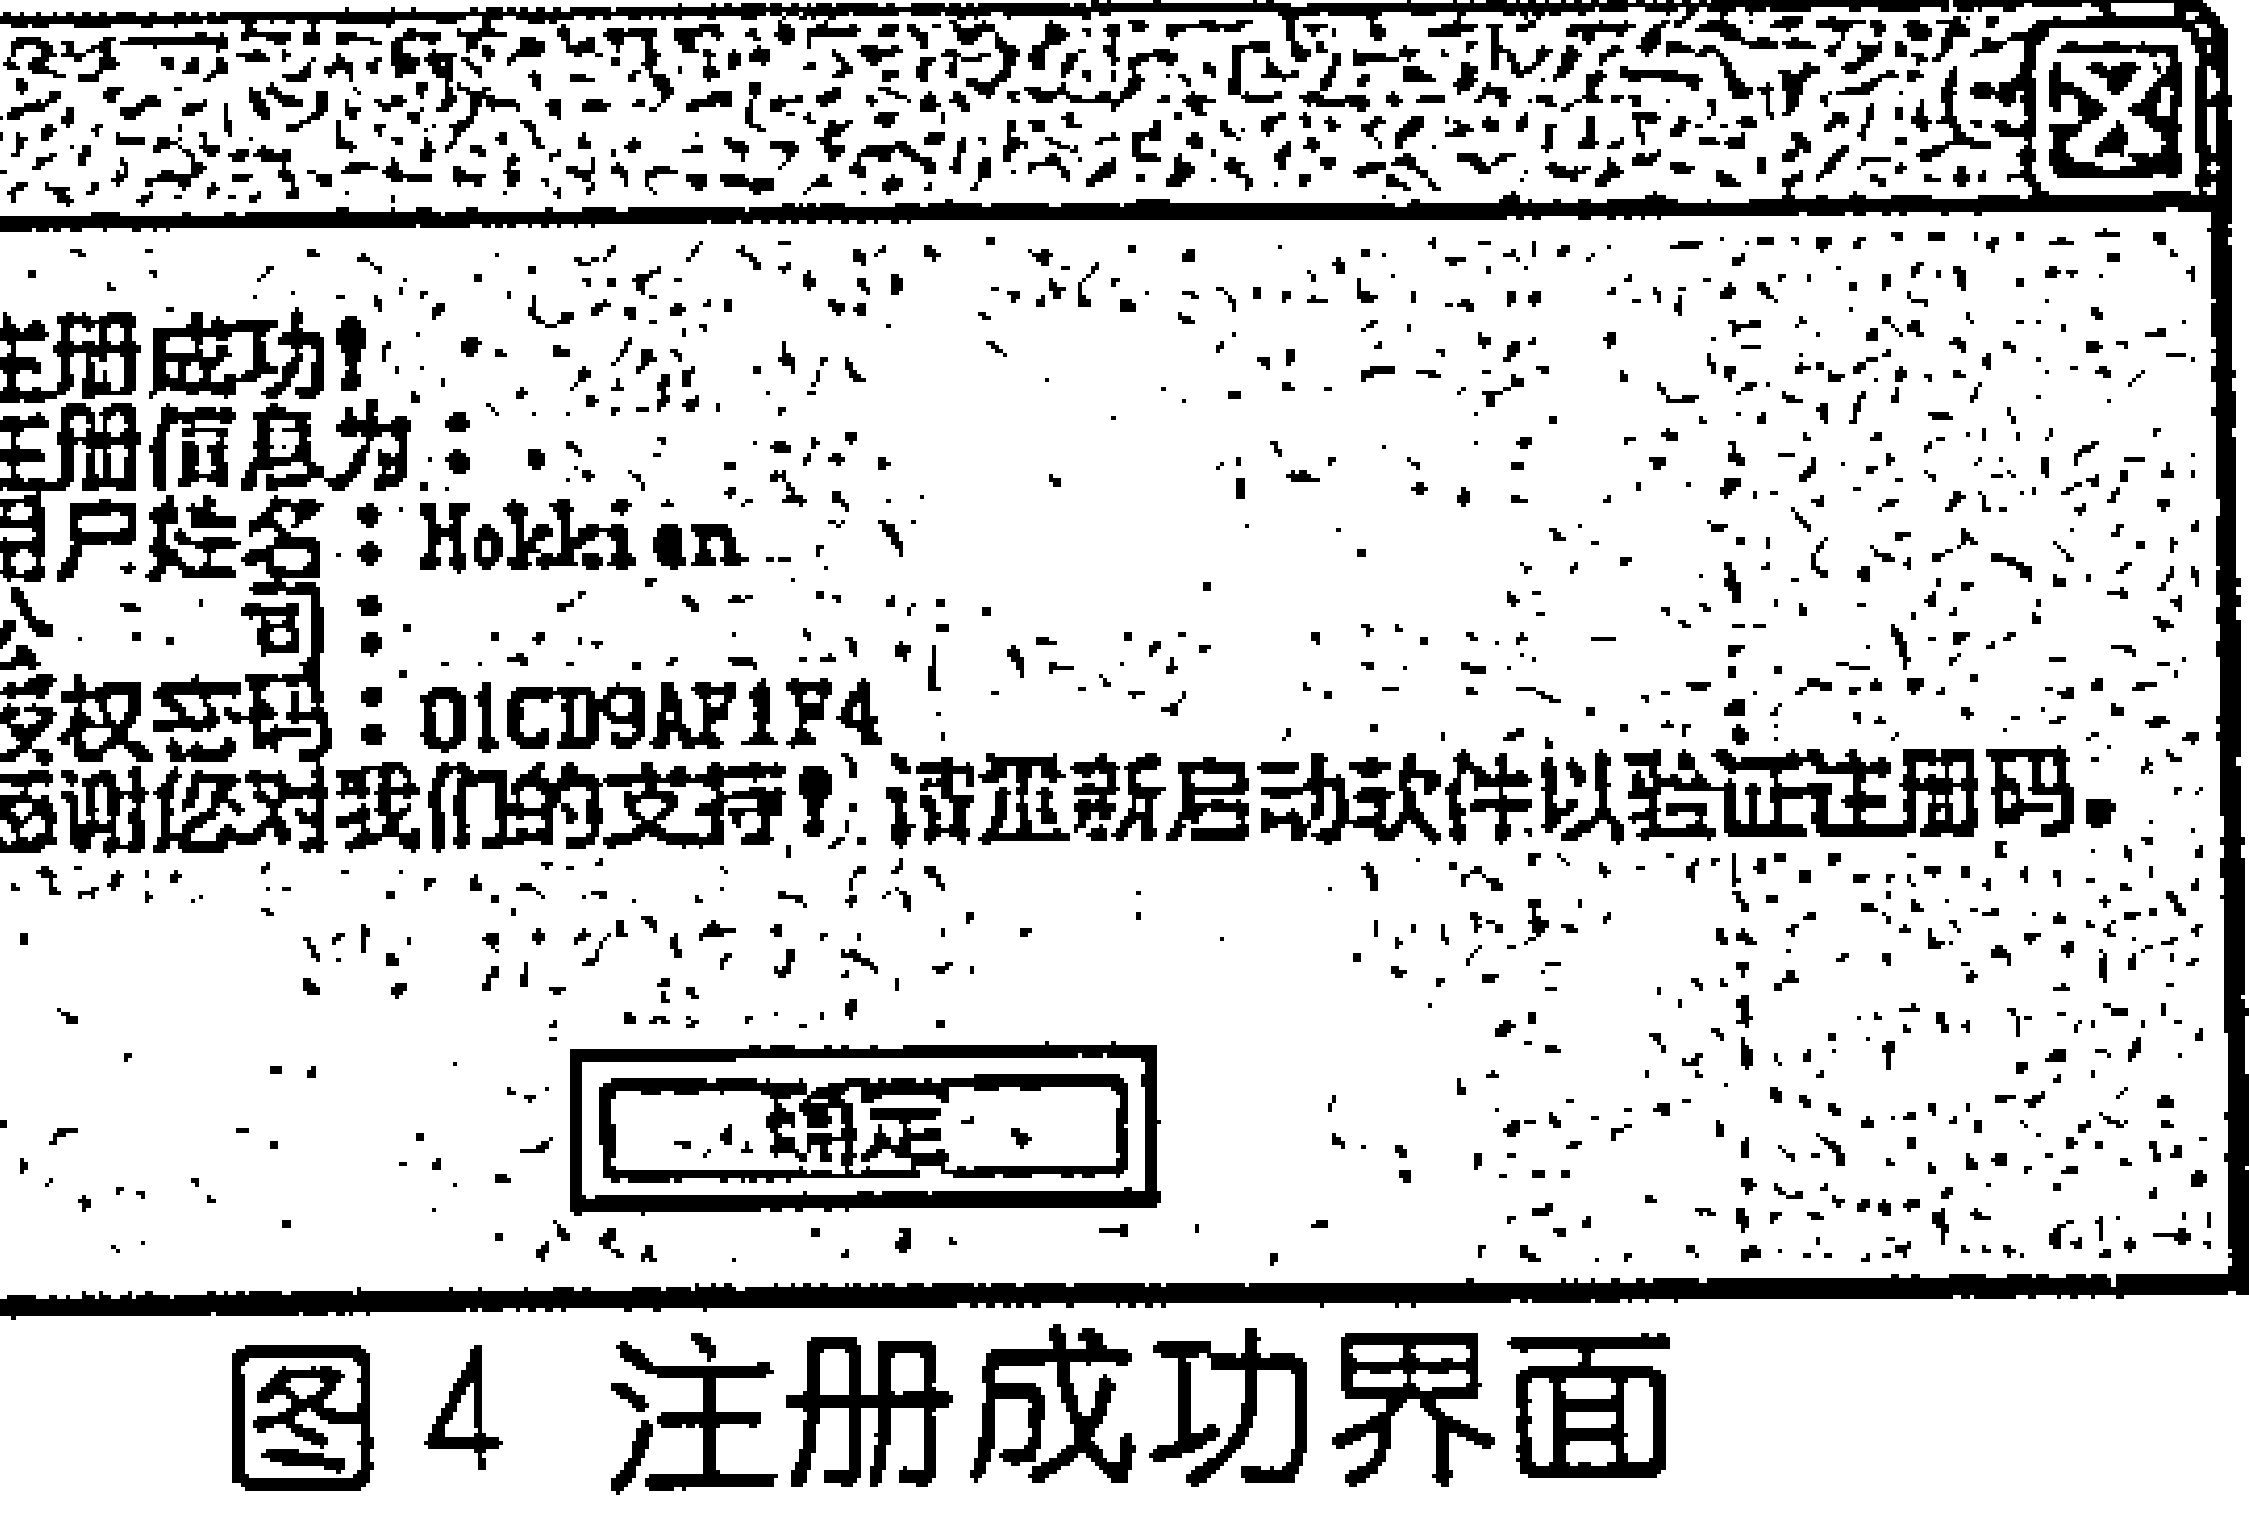 注册成功!
注册信息为:
用户姓名:Hokkien
公 司:
授权密码:01CD9AF1F4
感谢您对我们的支持!请重新启动软件以验证注册码.
确定
图 4 注册成功界面